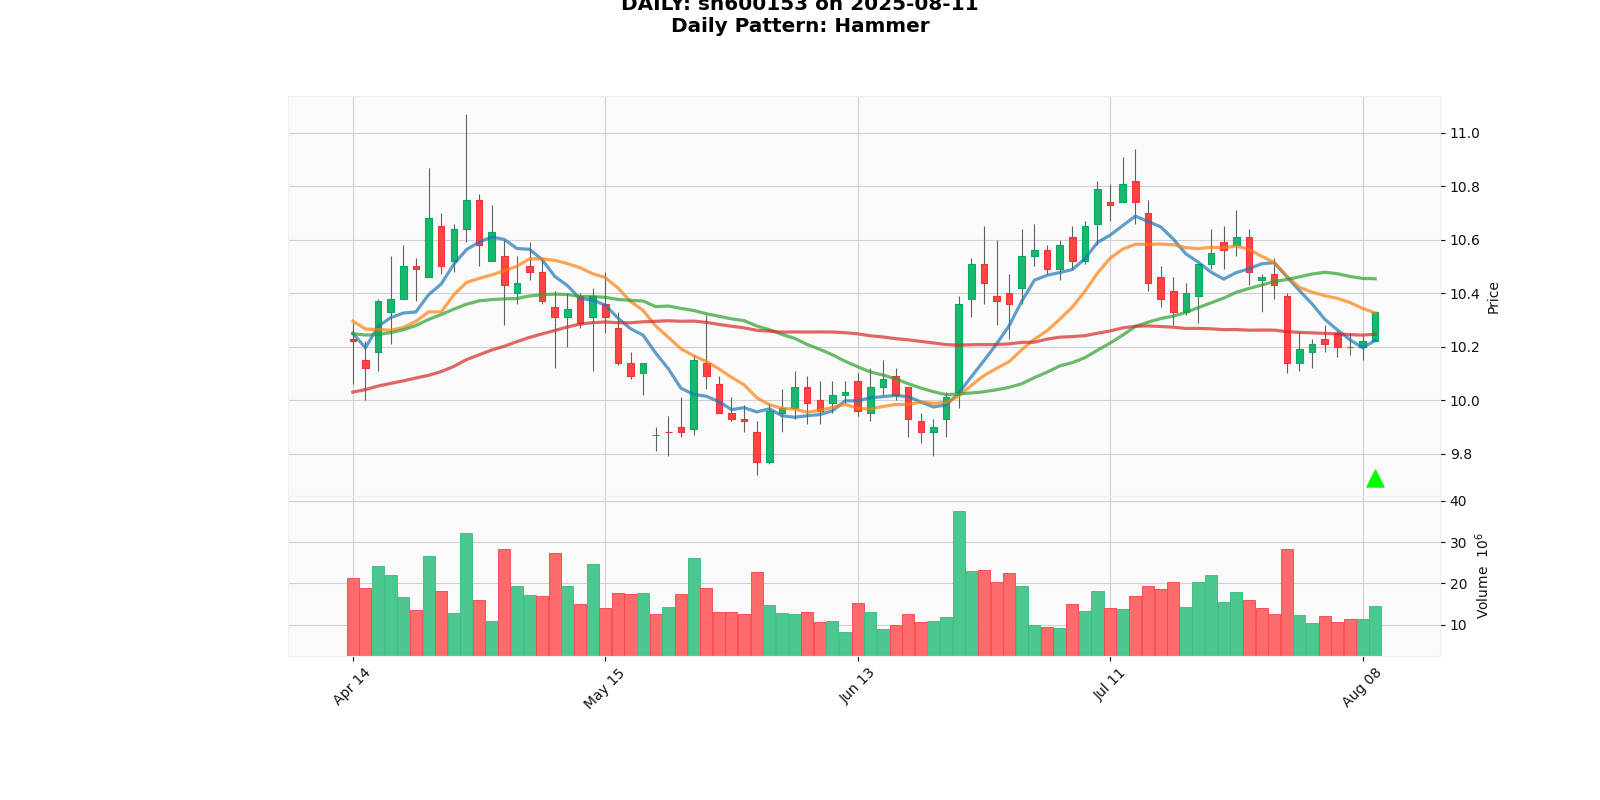 DAILY: sh600153 on 2025-08-11
Daily Pattern: Hammer
11.0
10.8
10.6
10.4
10.2
10.0
9.8
Price
40
30
20
10
Volume 10^6
Apr 14
May 15
Jun 13
Jul 11
Aug 08